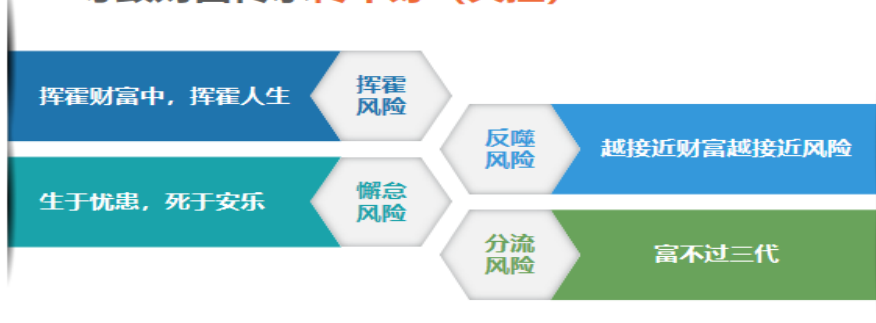 挥霍财富中，挥霍人生
挥霍
风险
反噬
风险
越接近财富越接近风险
生于忧患，死于安乐
懈怠
风险
分流
风险
富不过三代